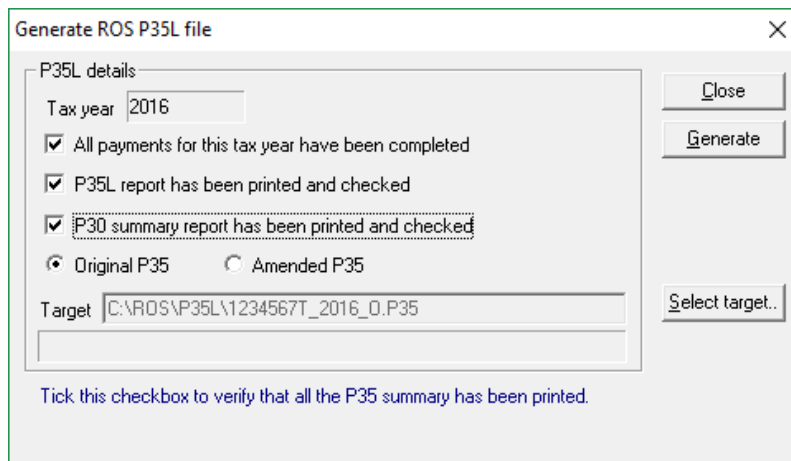 Generate ROS P35L file
P35L details
Close
Tax year 2016
Generate
All payments for this tax year have been completed
P35L report has been printed and checked
P30 summary report has been printed and checked
Original P35 Amended P35
Target C:\ROS\P35L\1234567T_2016_O.P35
Select target..
Tick this checkbox to verify that all the P35 summary has been printed.